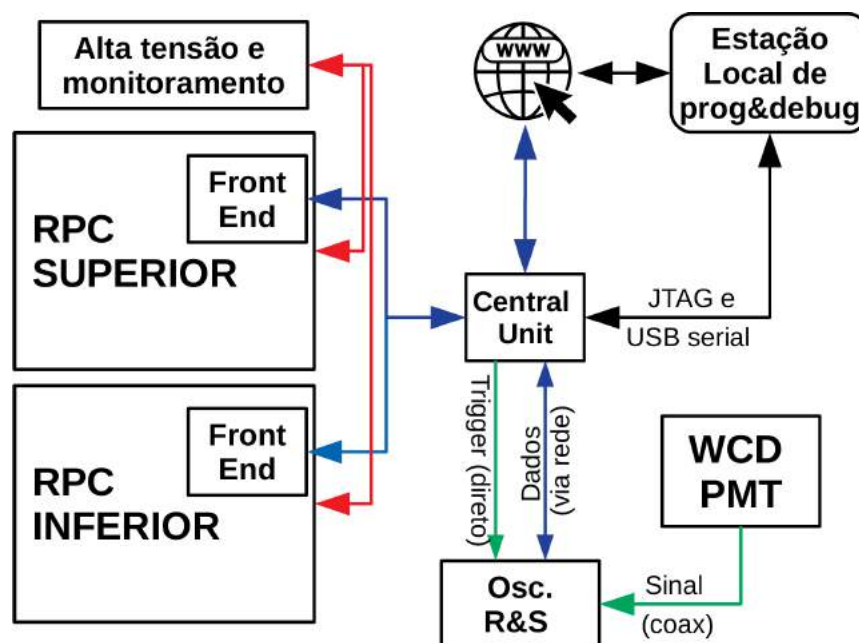 Alta tensão e
monitoramento
WWW
Estação
Local de
prog&debug
Front
End
RPC
SUPERIOR
Central
Unit
JTAG e
USB serial
Trigger (direto)
Dados
(via rede)
Front
End
RPC
INFERIOR
WCD
PMT
Osc.
R&S
Sinal
(coax)